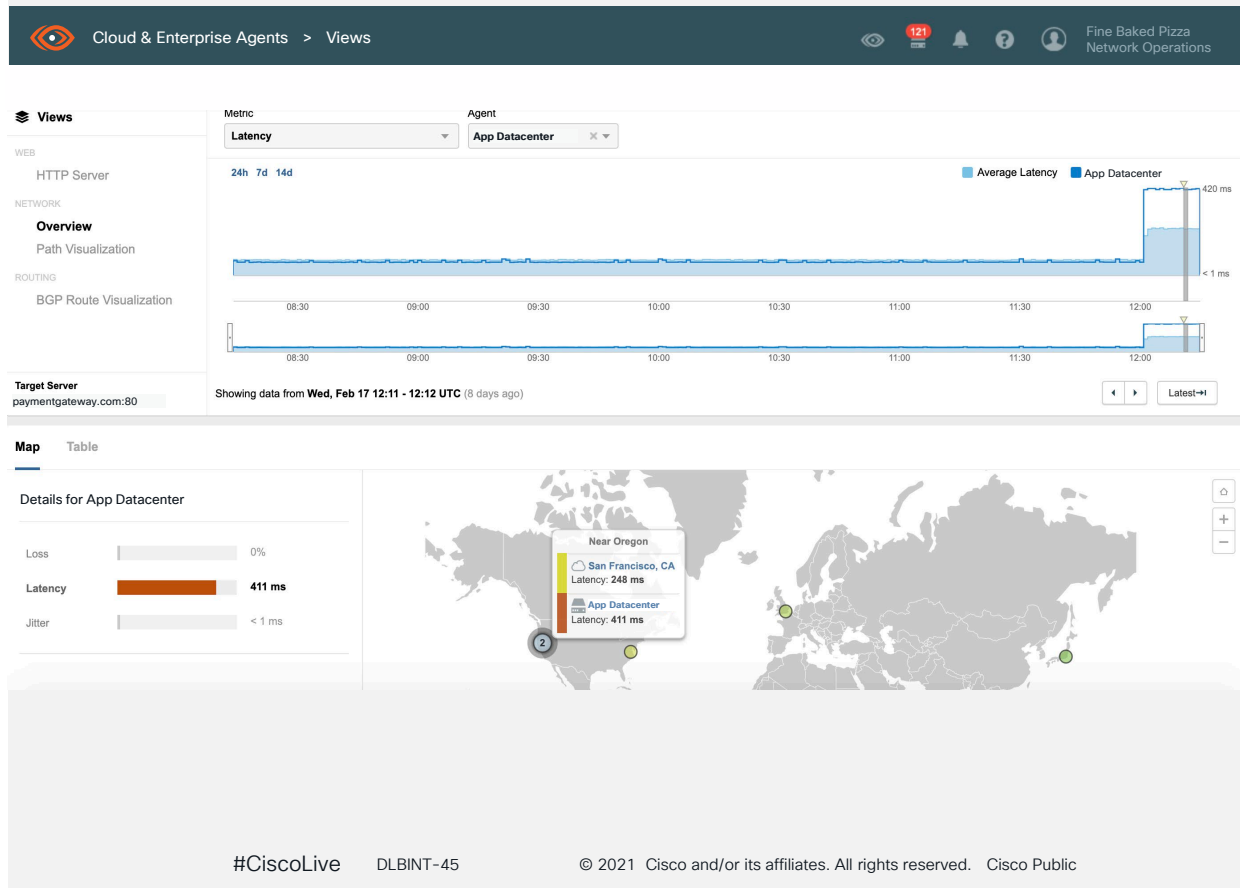 Cloud & Enterprise Agents > Views
121
Fine Baked Pizza
Network Operations
Views
Metric
Agent
Latency
App Datacenter
WEB
HTTP Server
24h 7d 14d
Average Latency
App Datacenter
420 ms
NETWORK
Overview
Path Visualization
ROUTING
< 1 ms
BGP Route Visualization
08:30 09:00 09:30 10:00 10:30 11:00 11:30 12:00
08:30 09:00 09:30 10:00 10:30 11:00 11:30 12:00
Target Server
paymentgateway.com:80
Showing data from Wed, Feb 17 12:11 - 12:12 UTC (8 days ago)
Latest
Map Table
Details for App Datacenter
Loss 0%
Latency 411 ms
Jitter < 1 ms
Near Oregon
San Francisco, CA
Latency: 248 ms
App Datacenter
Latency: 411 ms
2
#CiscoLive DLBINT-45 © 2021 Cisco and/or its affiliates. All rights reserved. Cisco Public